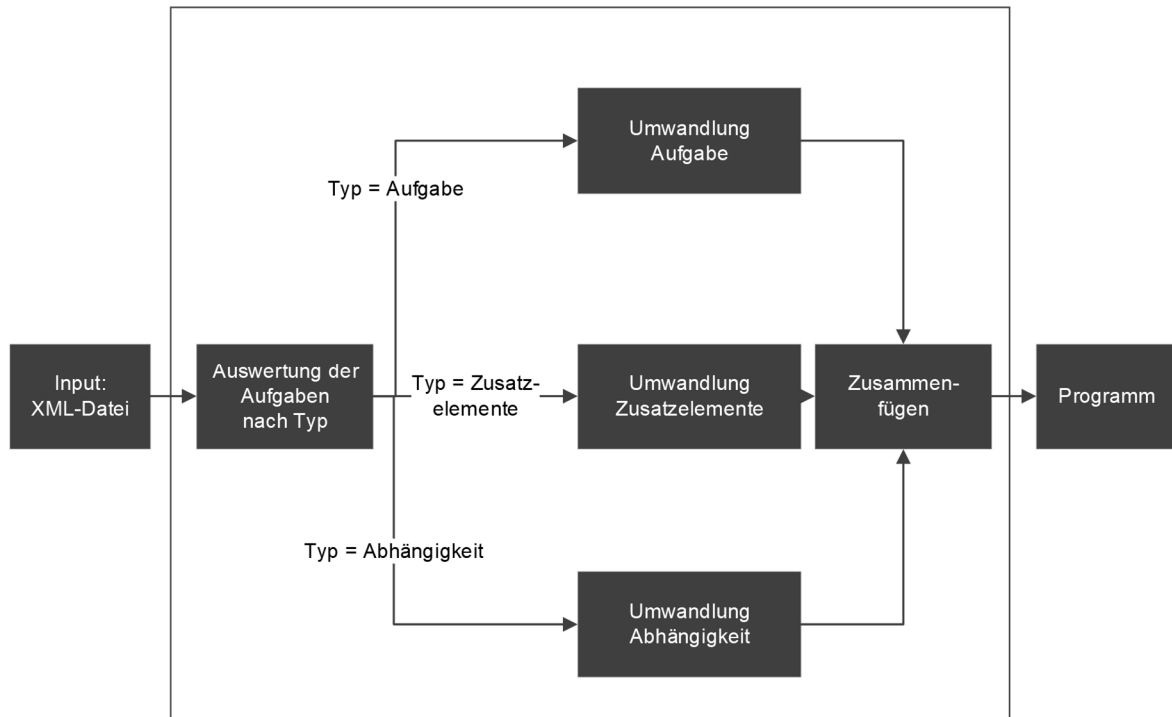 Umwandlung
Aufgabe
Typ = Aufgabe
Input:
XML-Datei
Auswertung der
Aufgaben
nach Typ
Typ = Zusatz-
elemente
Umwandlung
Zusatzelemente
Zusammen-
fügen
Programm
Typ = Abhängigkeit
Umwandlung
Abhängigkeit